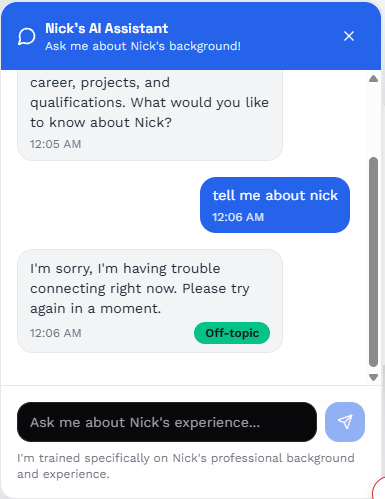 Nick's AI Assistant
Ask me about Nick's background!
career, projects, and
qualifications. What would you like
to know about Nick?
12:05 AM
tell me about nick
12:06 AM
I'm sorry, I'm having trouble
connecting right now. Please try
again in a moment.
12:06 AM Off-topic
Ask me about Nick's experience...
I'm trained specifically on Nick's professional background
and experience.